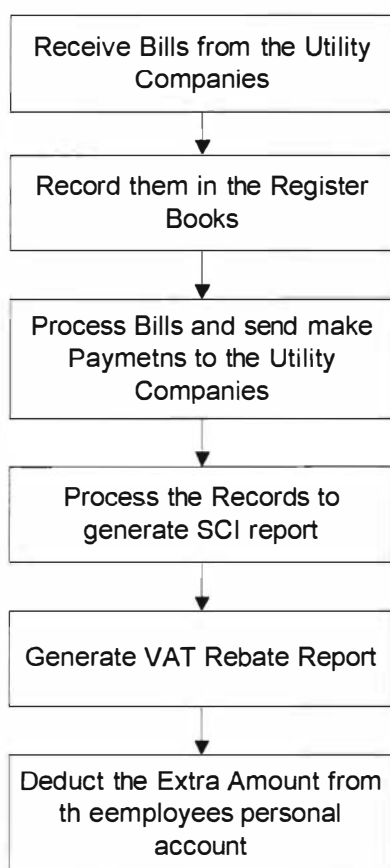 Receive Bills from the Utility
Companies
Record them in the Register
Books
Process Bills and send make
Paymetns to the Utility
Companies
Process the Records to
generate SCI report
Generate VAT Rebate Report
Deduct the Extra Amount from
th eemployees personal
account